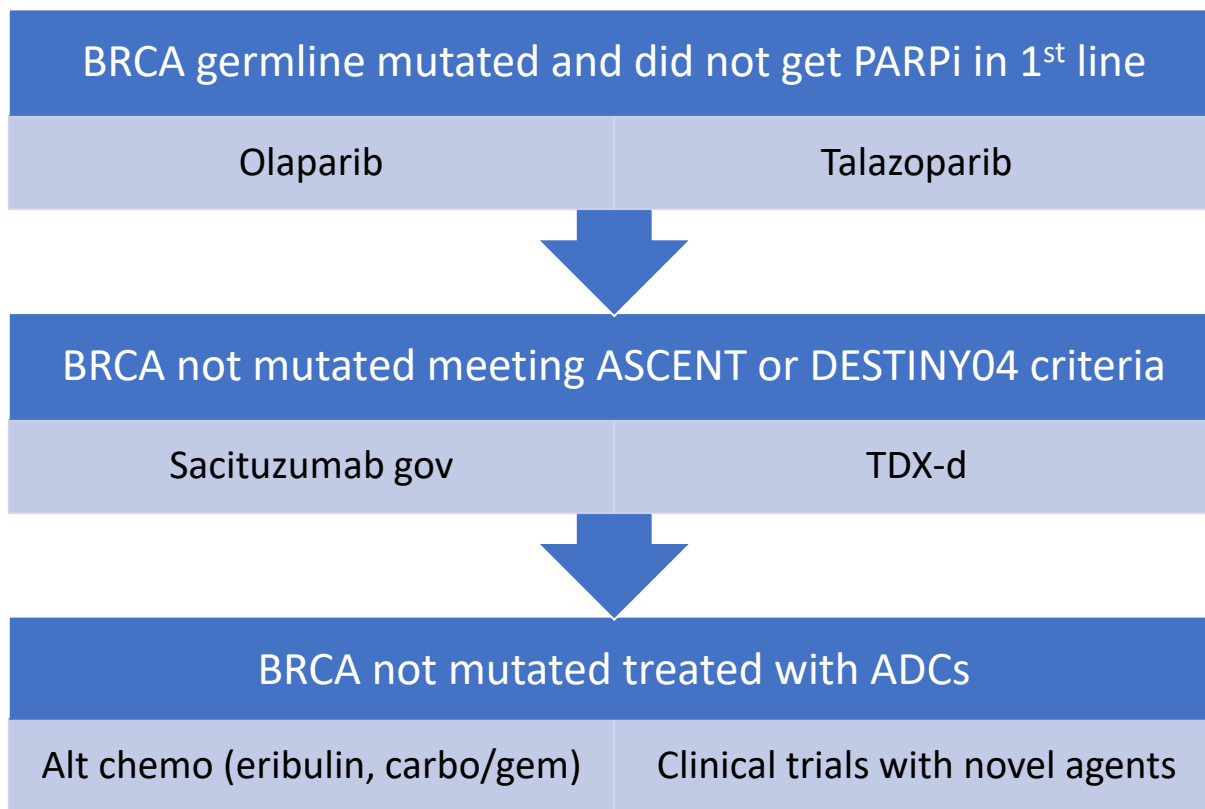 BRCA germline mutated and did not get PARPi in 1st line
Olaparib
Talazoparib
BRCA not mutated meeting ASCENT or DESTINY04 criteria
Sacituzumab gov
TDX-d
BRCA not mutated treated with ADCs
Alt chemo (eribulin, carbo/gem)
Clinical trials with novel agents